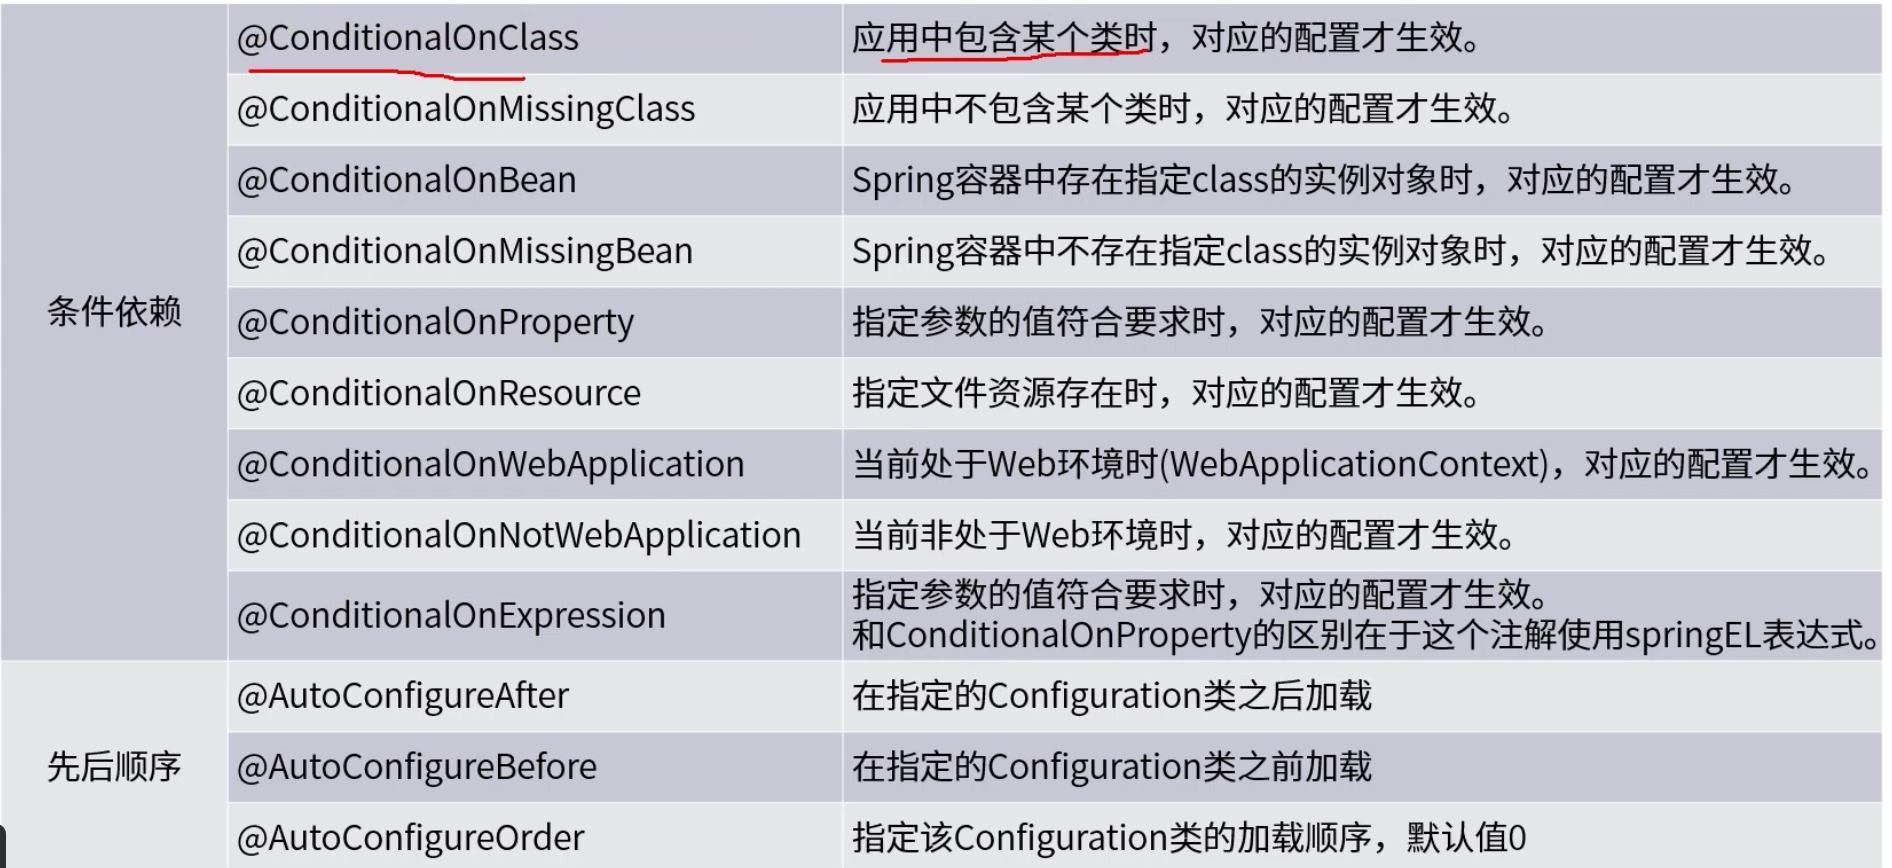 @ConditionalOnClass
应用中包含某个类时，对应的配置才生效。
@ConditionalOnMissingClass
应用中不包含某个类时，对应的配置才生效。
@ConditionalOnBean
Spring容器中存在指定class的实例对象时，对应的配置才生效。
@ConditionalOnMissingBean
Spring容器中不存在指定class的实例对象时，对应的配置才生效。
条件依赖
@ConditionalOnProperty
指定参数的值符合要求时，对应的配置才生效。
@ConditionalOnResource
指定文件资源存在时，对应的配置才生效。
@ConditionalOnWebApplication
当前处于Web环境时(WebApplicationContext)，对应的配置才生效。
@ConditionalOnNotWebApplication
当前非处于Web环境时，对应的配置才生效。
@ConditionalOnExpression
指定参数的值符合要求时，对应的配置才生效。
和ConditionalOnProperty的区别在于这个注解使用springEL表达式。
@AutoConfigureAfter
在指定的Configuration类之后加载
先后顺序
@AutoConfigureBefore
在指定的Configuration类之前加载
@AutoConfigureOrder
指定该Configuration类的加载顺序，默认值0